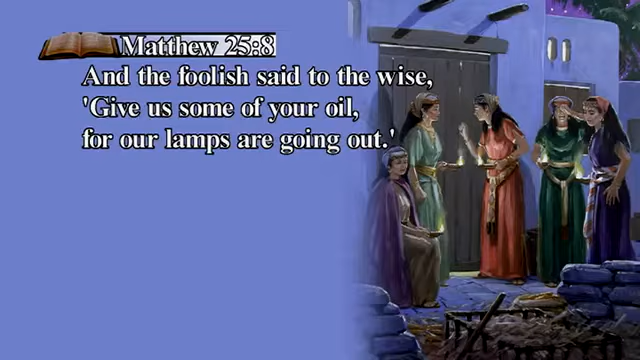 Matthew 25:8
And the foolish said to the wise,
'Give us some of your oil,
for our lamps are going out.'